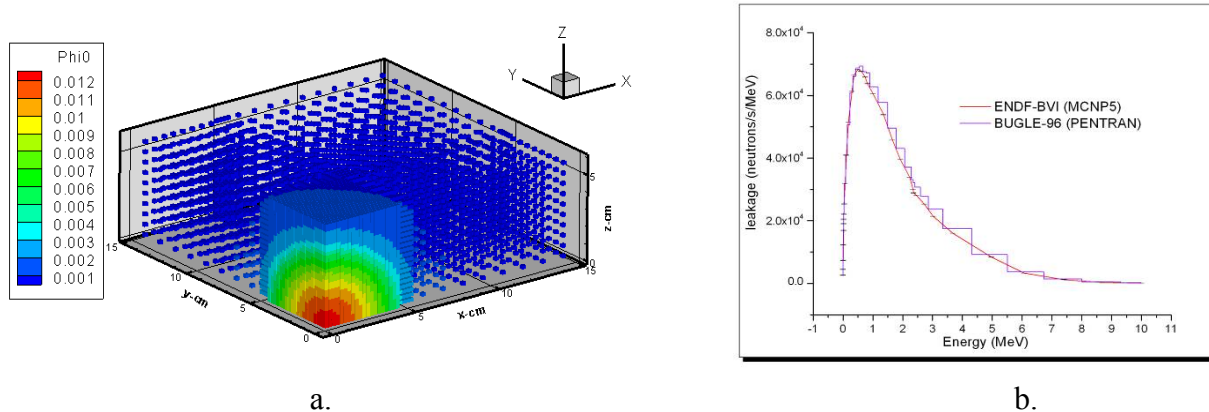 Phi0
0.012
0.011
0.01
0.009
0.008
0.007
0.006
0.005
0.004
0.003
0.002
0.001
Z
Y
X
5
z-cm
0
15
10
y-cm
5
0
0
5
x-cm
10
15
a.
8.0x10⁴
6.0x10⁴
4.0x10⁴
2.0x10⁴
0.0
leakage (neutrons/s/MeV)
ENDF-BVI (MCNP5)
BUGLE-96 (PENTRAN)
-1 0 1 2 3 4 5 6 7 8 9 10 11
Energy (MeV)
b.